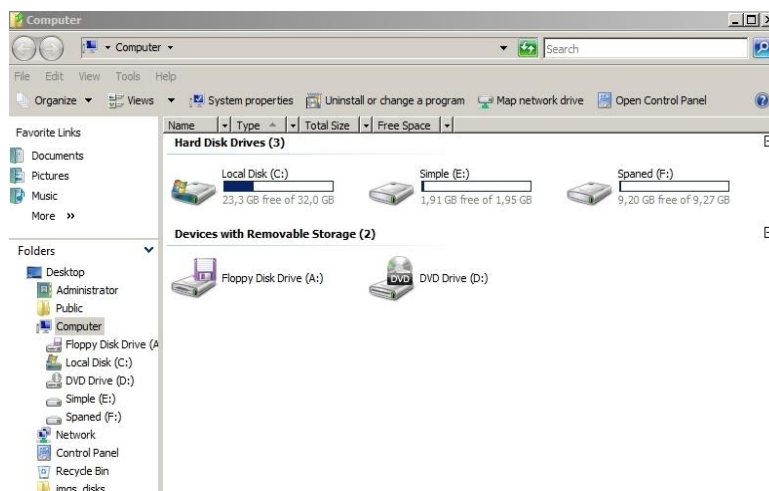 Computer
Computer
Search
File Edit View Tools Help
Organize Views System properties Uninstall or change a program Map network drive Open Control Panel
Favorite Links
Documents
Pictures
Music
More »
Folders
Desktop
Administrator
Public
Computer
Floppy Disk Drive (A
Local Disk (C:)
DVD Drive (D:)
Simple (E:)
Spaned (F:)
Network
Control Panel
Recycle Bin
imgs_disks
Name Type Total Size Free Space
Hard Disk Drives (3)
Local Disk (C:)
23,3 GB free of 32,0 GB
Simple (E:)
1,91 GB free of 1,95 GB
Spaned (F:)
9,20 GB free of 9,27 GB
Devices with Removable Storage (2)
Floppy Disk Drive (A:)
DVD
DVD Drive (D:)